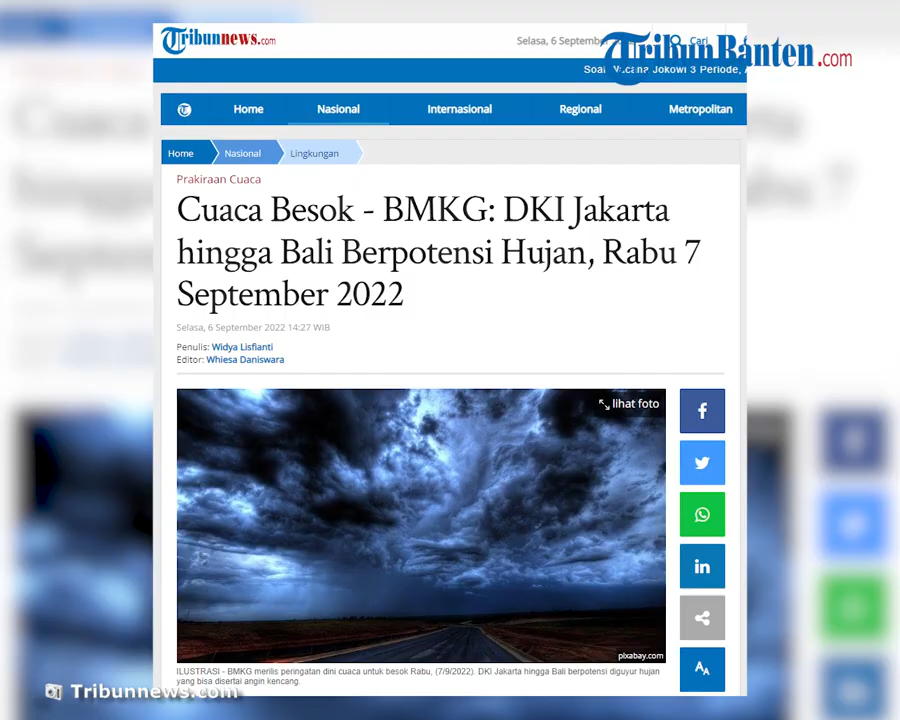 Tribunnews.com
Selasa, 6 Septembe
Cari
TribunBanten.com
Soal Wacana Jokowi 3 Periode,
Home
Nasional
Internasional
Regional
Metropolitan
Home
Nasional
Lingkungan
Prakiraan Cuaca
Cuaca Besok - BMKG: DKI Jakarta
hingga Bali Berpotensi Hujan, Rabu 7
September 2022
Selasa, 6 September 2022 14:27 WIB
Penulis: Widya Lisfianti
Editor: Whiesa Daniswara
lihat foto
pixabay.com
ILUSTRASI - BMKG merilis peringatan dini cuaca untuk besok Rabu, (7/9/2022). DKI Jakarta hingga Bali berpotensi diguyur hujan
yang bisa disertai angin kencang.
Tribunnews.com